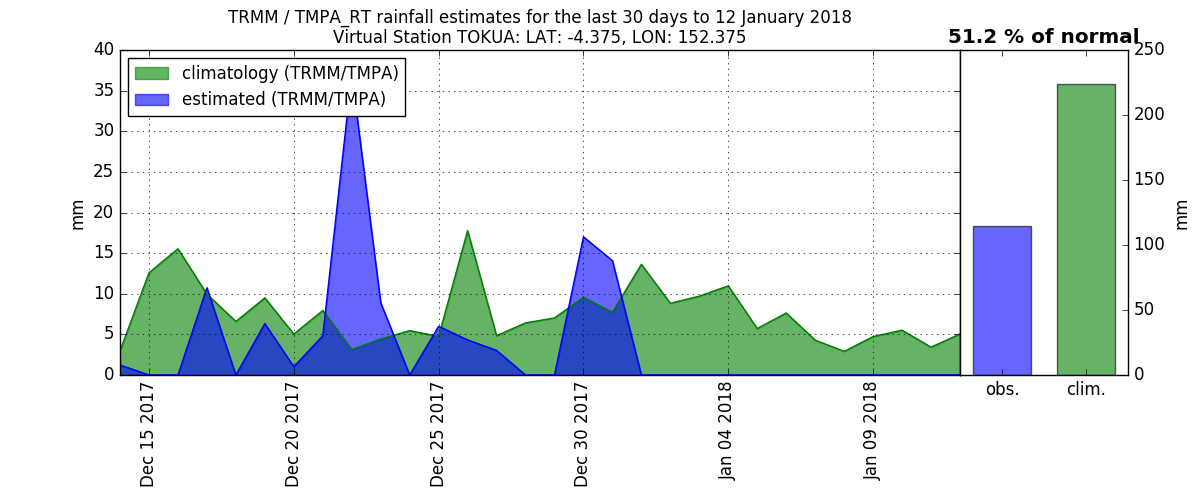 TRMM / TMPA_RT rainfall estimates for the last 30 days to 12 January 2018
Virtual Station TOKUA: LAT: -4.375, LON: 152.375
51.2 % of normal
climatology (TRMM/TMPA)
estimated (TRMM/TMPA)
mm
40
35
30
25
20
15
10
5
0
Dec 15 2017
Dec 20 2017
Dec 25 2017
Dec 30 2017
Jan 04 2018
Jan 09 2018
obs.
clim.
250
200
150
100
50
0
mm